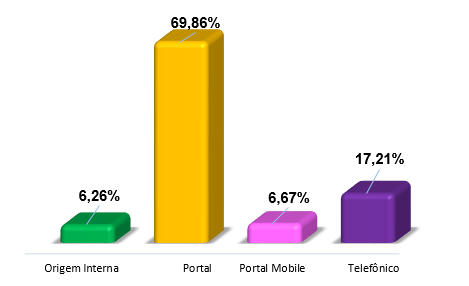 69,86%
17,21%
6,26%
6,67%
Origem Interna
Portal
Portal Mobile
Telefônico